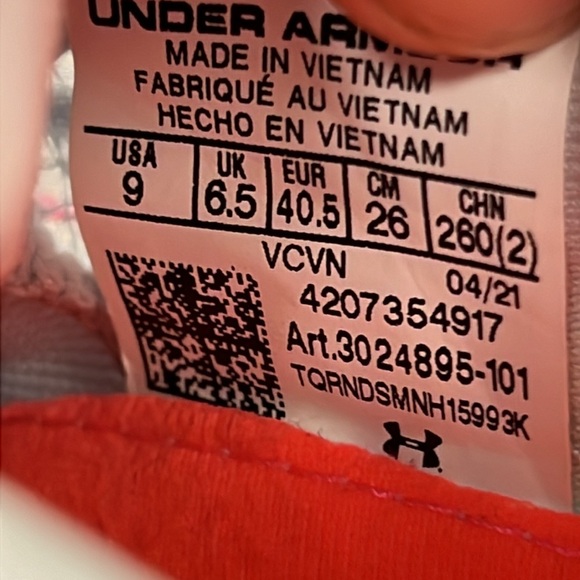 UNDER ARMOUR
MADE IN VIETNAM
FABRIQUÉ AU VIETNAM
HECHO EN VIETNAM
USA UK EUR CM CHN
9 6.5 40.5 26 260(2)
VCVN 04/21
4207354917
Art.3024895-101
TQRNDSMNH15993K